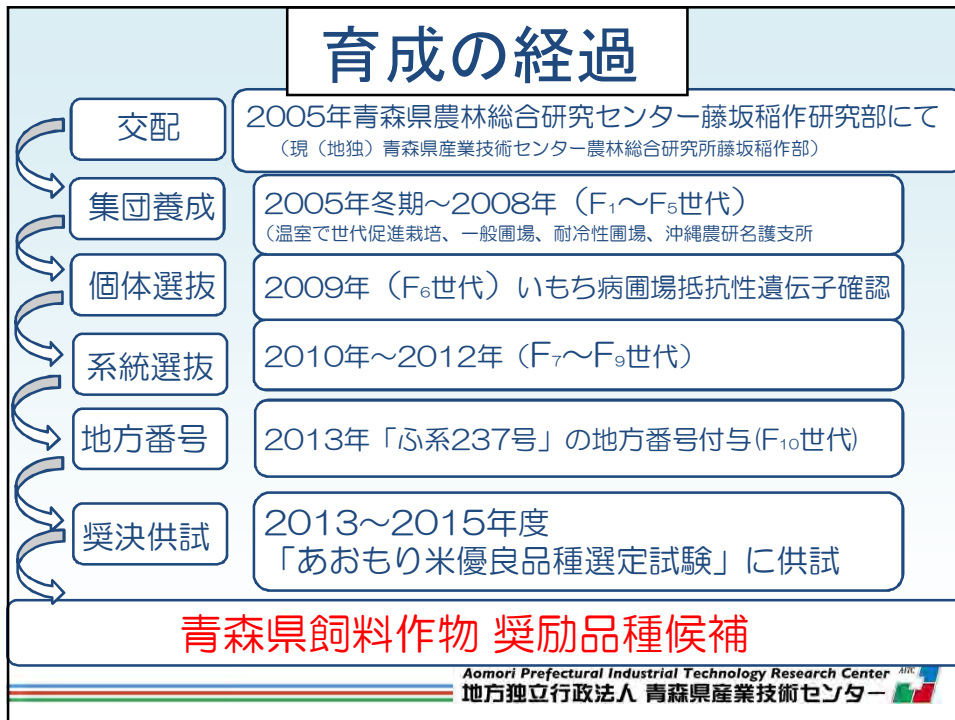 育成の経過
交配
2005年青森県農林総合研究センター藤坂稲作研究部にて
（現（地独）青森県産業技術センター農林総合研究所藤坂稲作部）
集団養成
2005年冬期～2008年（F₁～F₅世代）
（温室で世代促進栽培、一般圃場、耐冷性圃場、沖縄農研名護支所
個体選抜
2009年（F₆世代）いもち病圃場抵抗性遺伝子確認
系統選抜
2010年～2012年（F₇～F₉世代）
地方番号
2013年「ふ系237号」の地方番号付与(F₁₀世代)
奨決供試
2013～2015年度
「あおもり米優良品種選定試験」に供試
青森県飼料作物 奨励品種候補
Aomori Prefectural Industrial Technology Research Center
地方独立行政法人 青森県産業技術センター
AITC